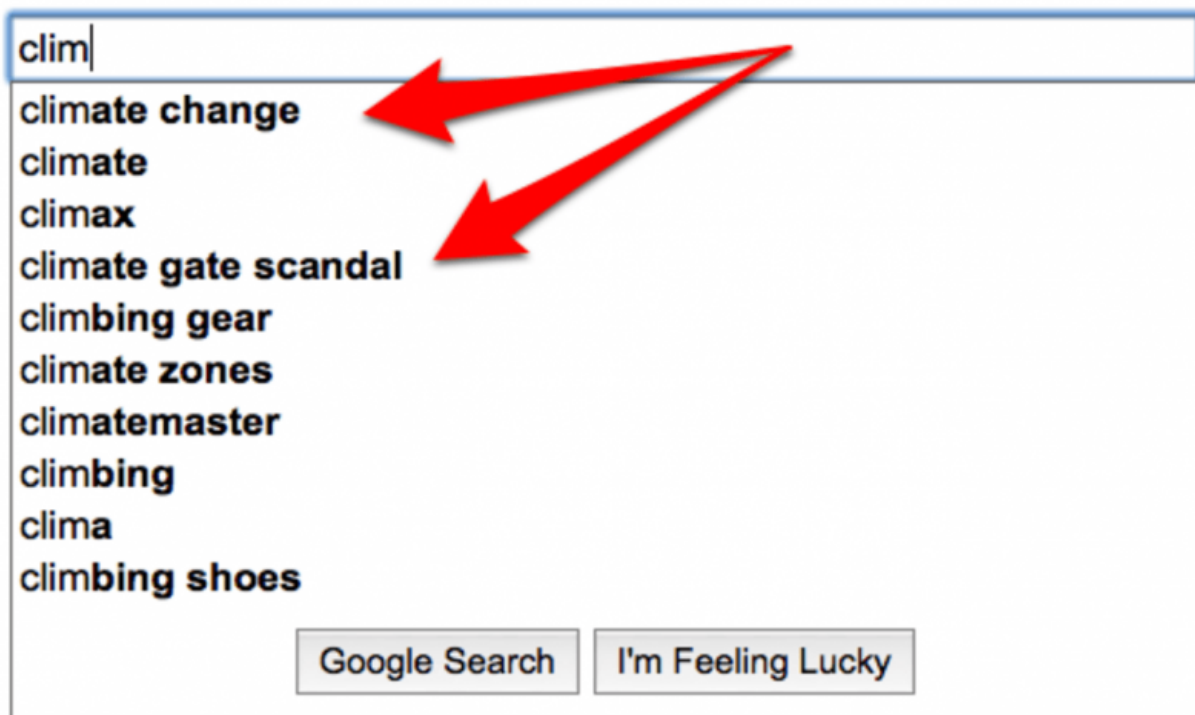 clim
climate change
climate
climax
climate gate scandal
climbing gear
climate zones
climatemaster
climbing
clima
climbing shoes
Google Search I'm Feeling Lucky